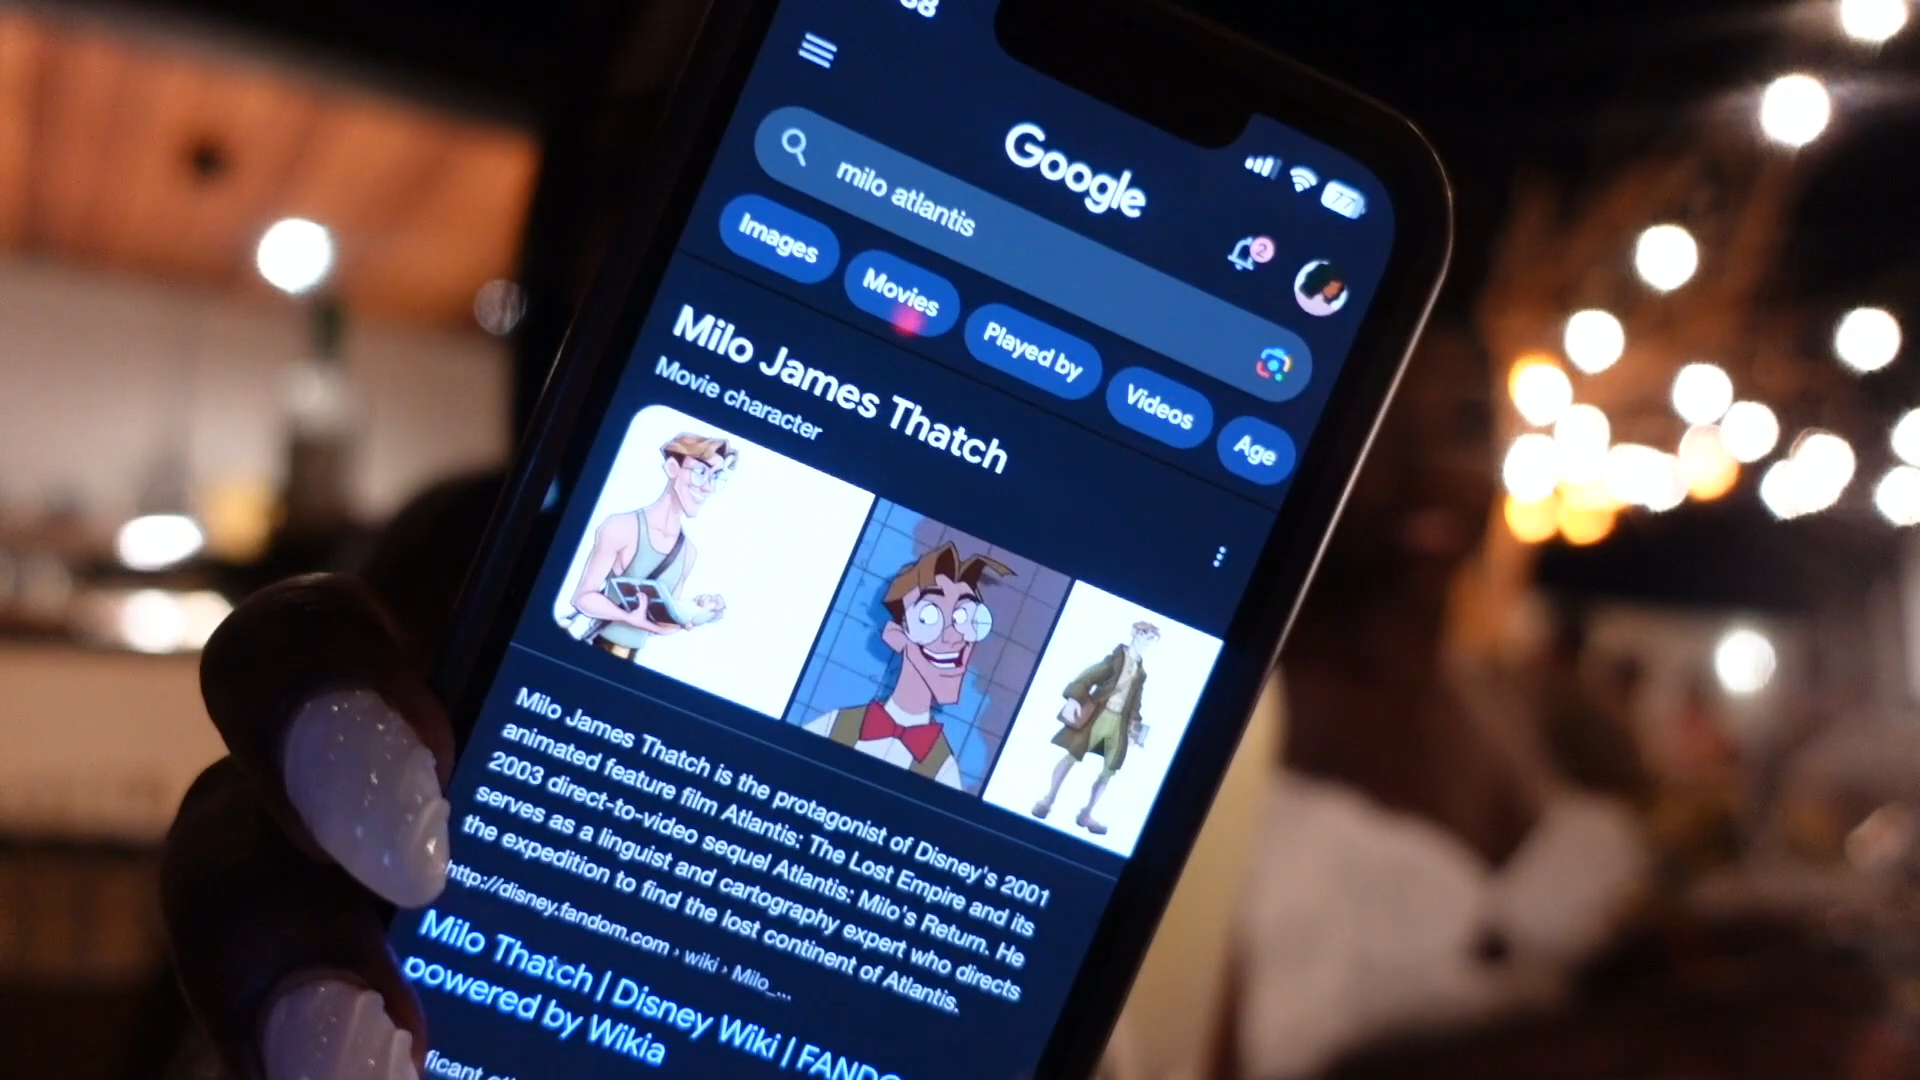 77
Google
milo atlantis
2
Images Movies Played by Videos Age
Milo James Thatch
Movie character
Milo James Thatch is the protagonist of Disney's 2001
animated feature film Atlantis: The Lost Empire and its
2003 direct-to-video sequel Atlantis: Milo's Return. He
serves as a linguist and cartography expert who directs
the expedition to find the lost continent of Atlantis.
http://disney.fandom.com › wiki › Milo_...
Milo Thatch | Disney Wiki | FANDO
powered by Wikia